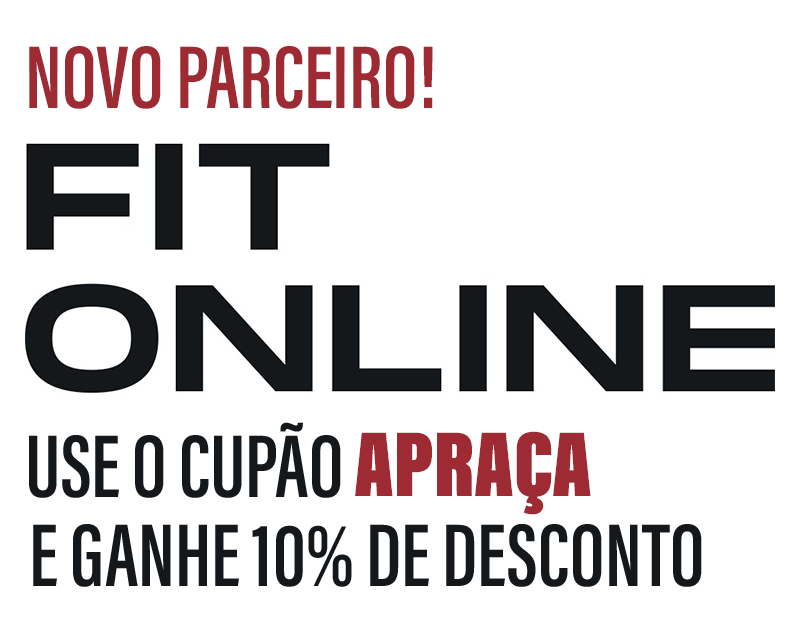 NOVO PARCEIRO!
FIT
ONLINE
USE O CUPÃO APRAÇA
E GANHE 10% DE DESCONTO